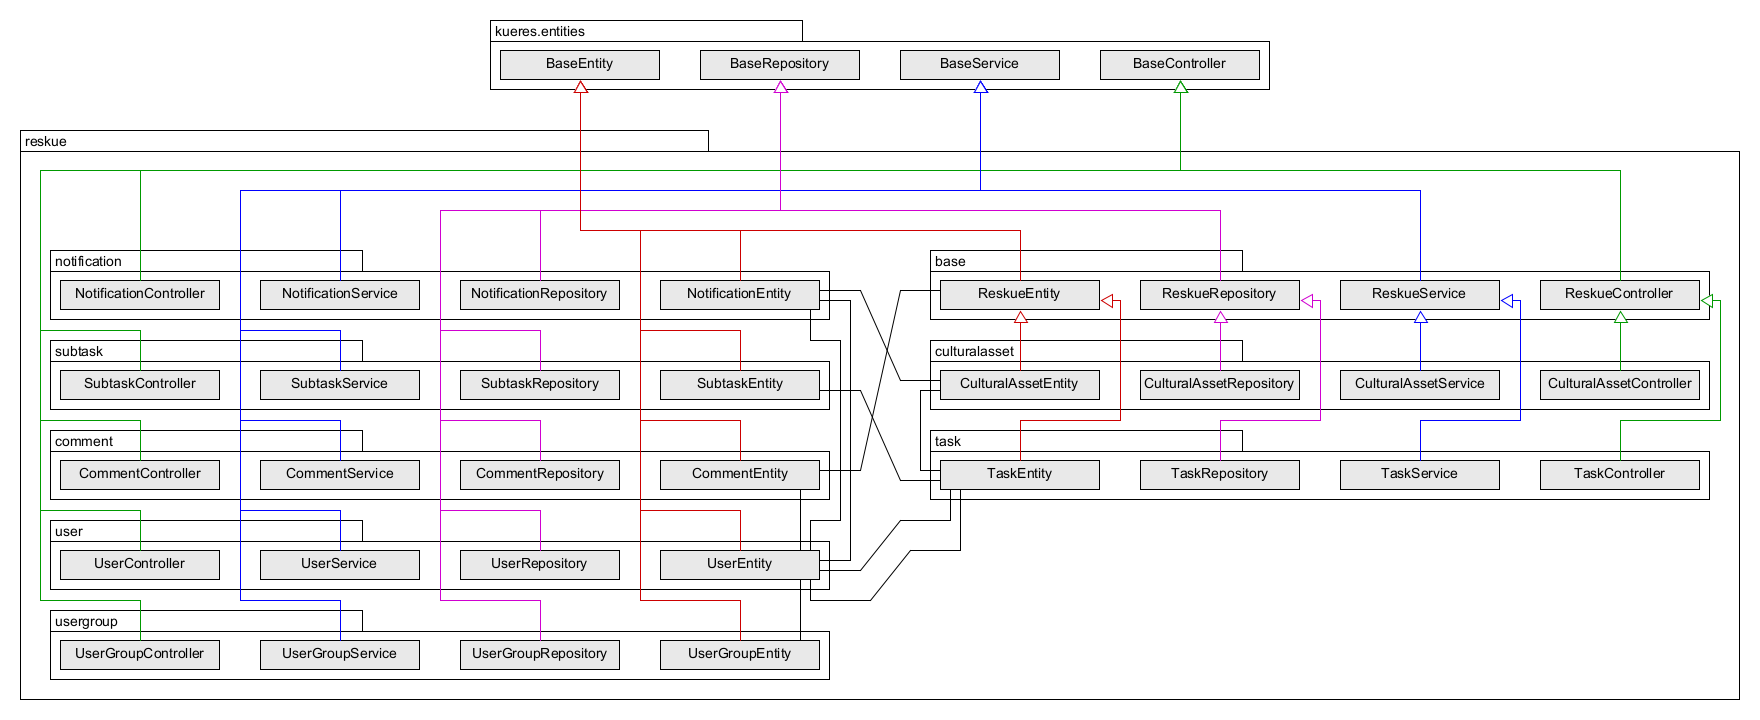 kueres.entities
BaseEntity BaseRepository BaseService BaseController
reskue
notification base
NotificationController NotificationService NotificationRepository NotificationEntity ReskueEntity ReskueRepository ReskueService ReskueController
subtask culturalasset
SubtaskController SubtaskService SubtaskRepository SubtaskEntity CulturalAssetEntity CulturalAssetRepository CulturalAssetService CulturalAssetController
comment task
CommentController CommentService CommentRepository CommentEntity TaskEntity TaskRepository TaskService TaskController
user
UserController UserService UserRepository UserEntity
usergroup
UserGroupController UserGroupService UserGroupRepository UserGroupEntity